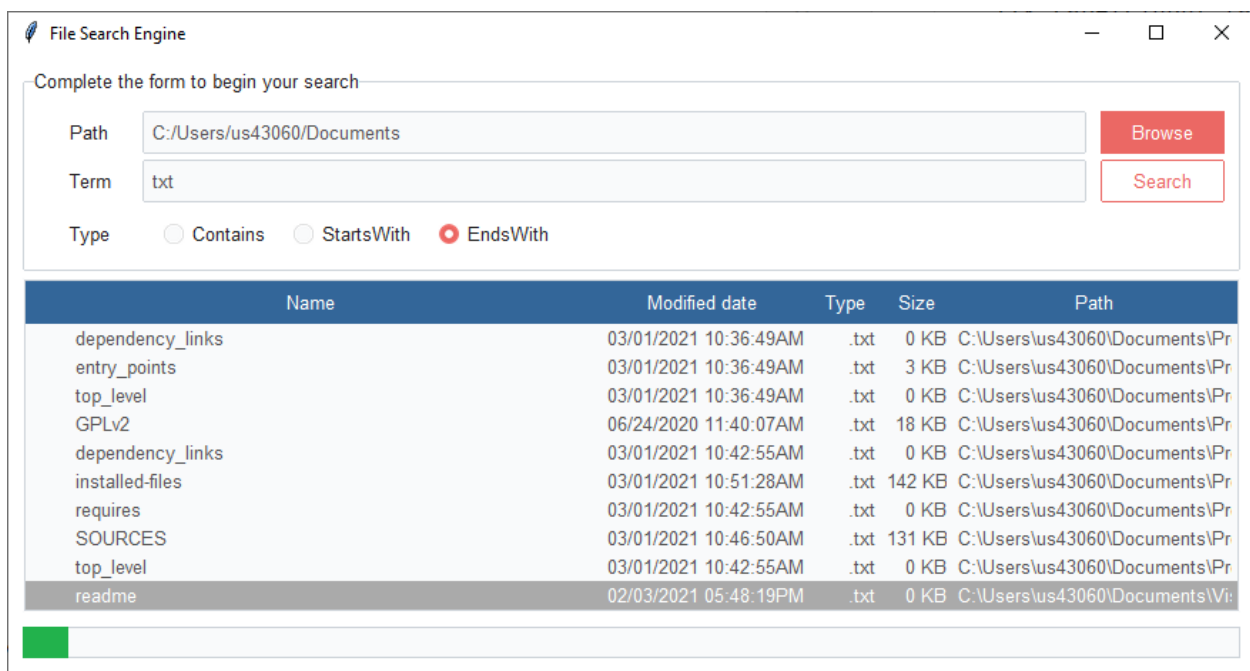 File Search Engine
Complete the form to begin your search
Path C:/Users/us43060/Documents Browse
Term txt Search
Type Contains StartsWith EndsWith
Name Modified date Type Size Path
dependency_links 03/01/2021 10:36:49AM .txt 0 KB C:\Users\us43060\Documents\Pr
entry_points 03/01/2021 10:36:49AM .txt 3 KB C:\Users\us43060\Documents\Pr
top_level 03/01/2021 10:36:49AM .txt 0 KB C:\Users\us43060\Documents\Pr
GPLv2 06/24/2020 11:40:07AM .txt 18 KB C:\Users\us43060\Documents\Pr
dependency_links 03/01/2021 10:42:55AM .txt 0 KB C:\Users\us43060\Documents\Pr
installed-files 03/01/2021 10:51:28AM .txt 142 KB C:\Users\us43060\Documents\Pr
requires 03/01/2021 10:42:55AM .txt 0 KB C:\Users\us43060\Documents\Pr
SOURCES 03/01/2021 10:46:50AM .txt 131 KB C:\Users\us43060\Documents\Pr
top_level 03/01/2021 10:42:55AM .txt 0 KB C:\Users\us43060\Documents\Pr
readme 02/03/2021 05:48:19PM .txt 0 KB C:\Users\us43060\Documents\Vi